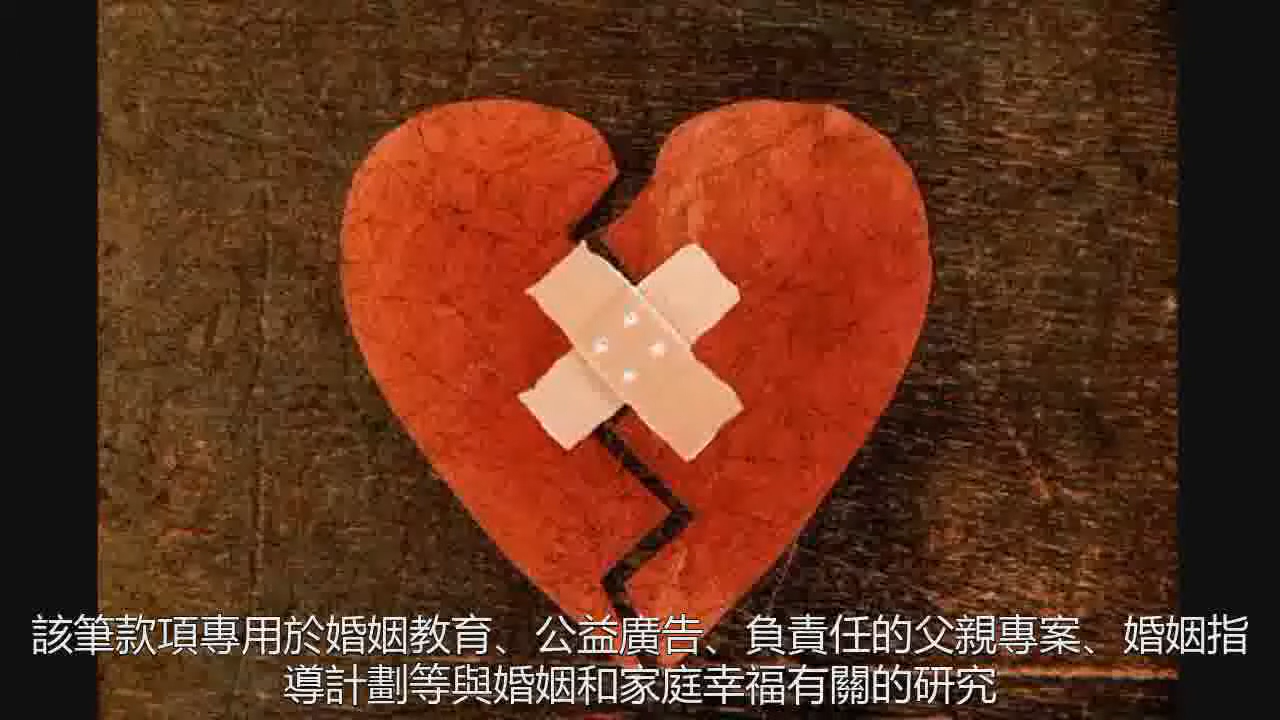 該筆款項專用於婚姻教育、公益廣告、負責任的父親專案、婚姻指
導計劃等與婚姻和家庭幸福有關的研究